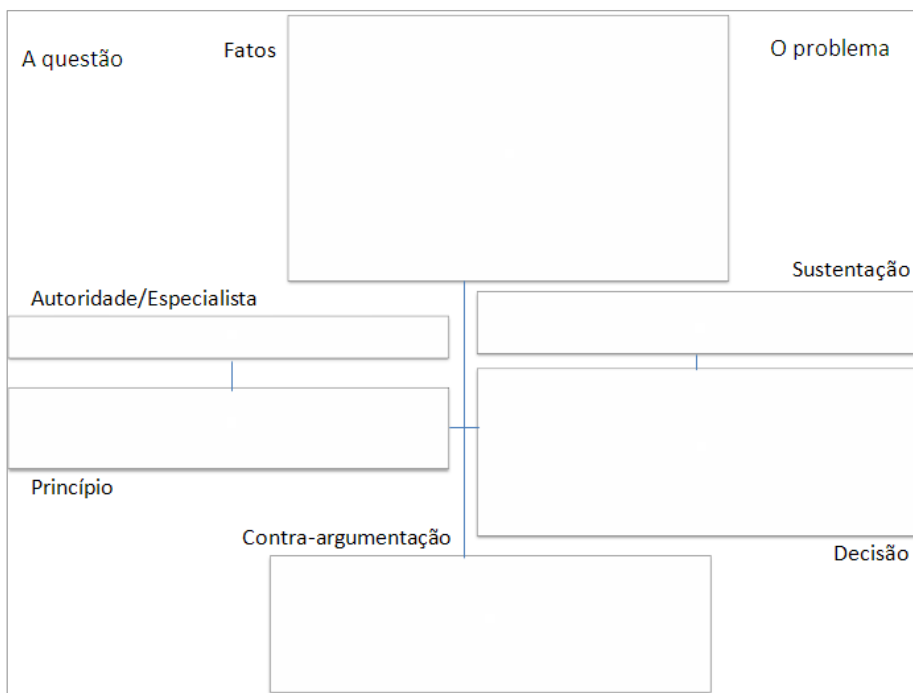 A questão
Fatos
O problema
Sustentação
Autoridade/Especialista
Princípio
Contra-argumentação
Decisão